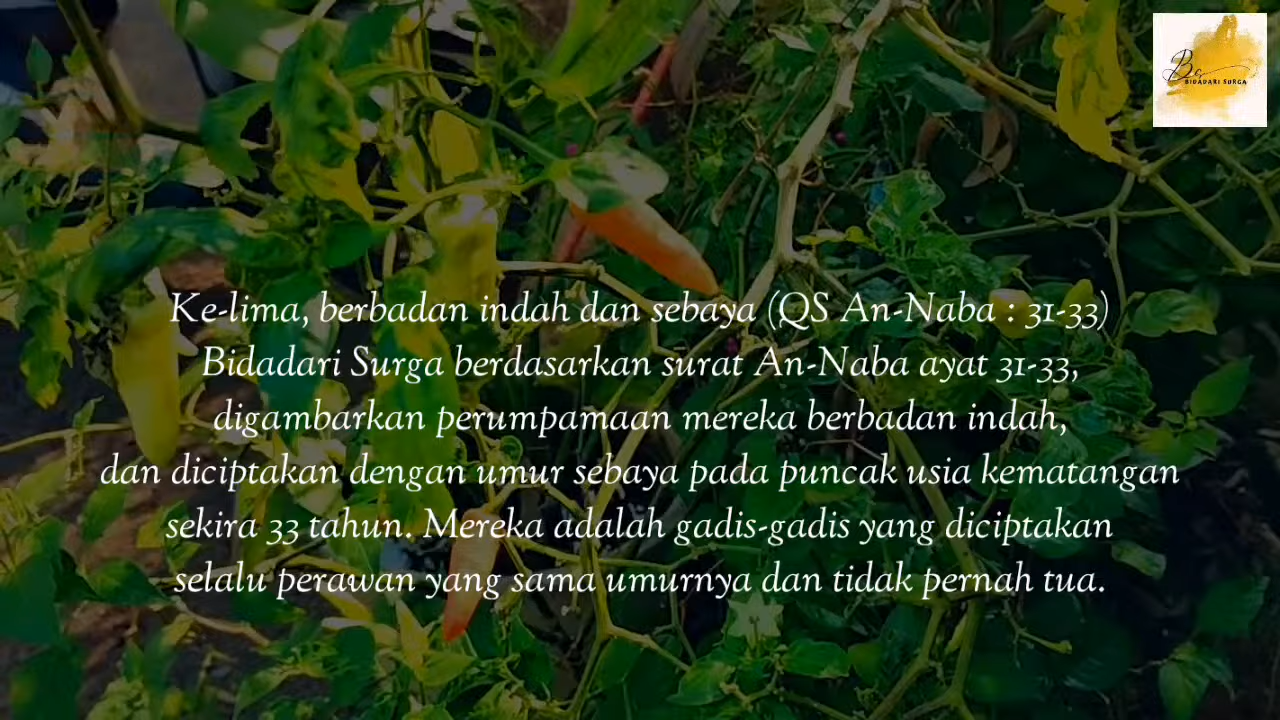 Bs
BIDADARI SURGA
Ke-lima, berbadan indah dan sebaya (QS An-Naba : 31-33)
Bidadari Surga berdasarkan surat An-Naba ayat 31-33,
digambarkan perumpamaan mereka berbadan indah,
dan diciptakan dengan umur sebaya pada puncak usia kematangan
sekira 33 tahun. Mereka adalah gadis-gadis yang diciptakan
selalu perawan yang sama umurnya dan tidak pernah tua.